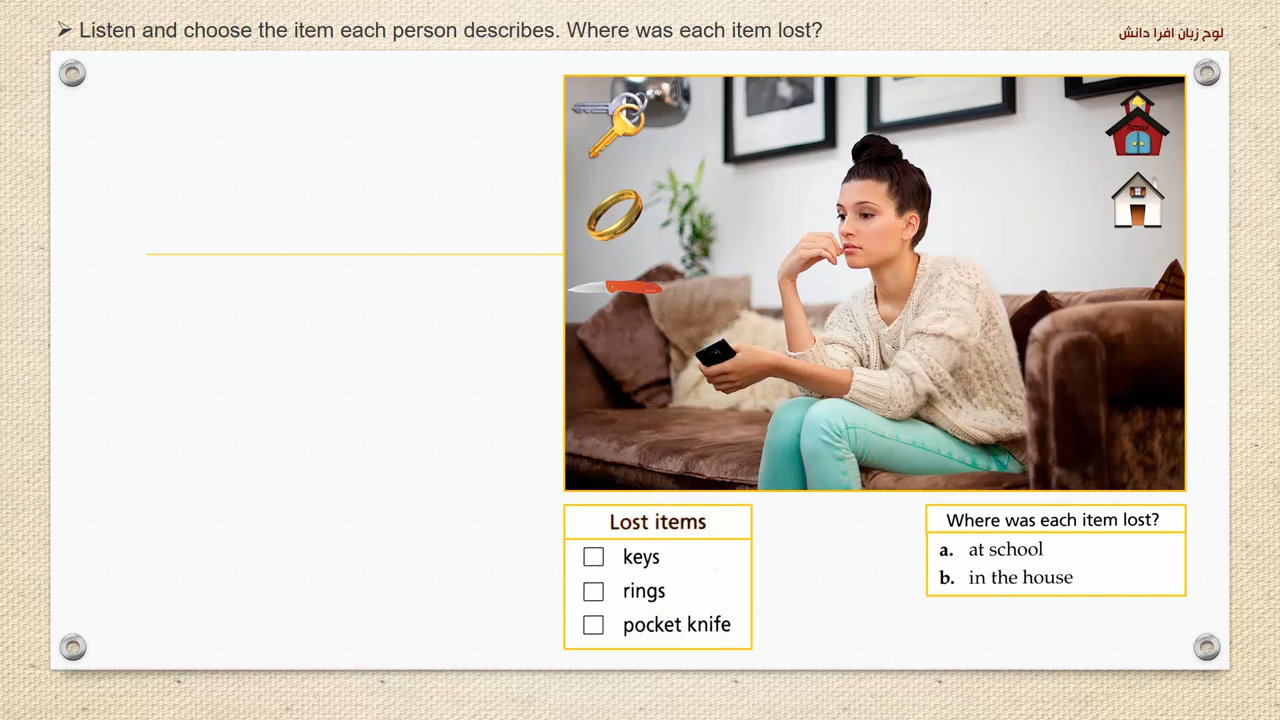 ➢ Listen and choose the item each person describes. Where was each item lost?
لوح زبان افرا دانش
School
Lost items
keys
rings
pocket knife
Where was each item lost?
a. at school
b. in the house